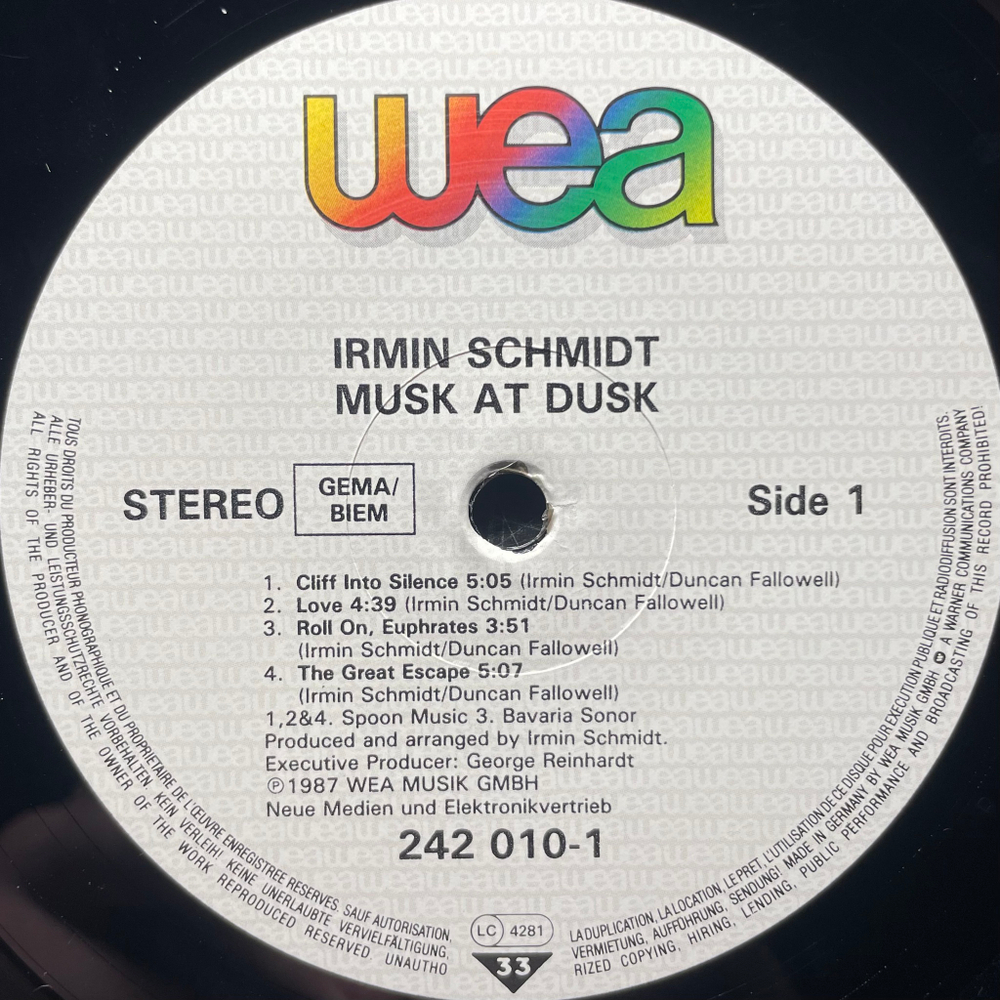 wea
IRMIN SCHMIDT
MUSK AT DUSK
STEREO
GEMA/
BIEM
Side 1
1. Cliff Into Silence 5:05 (Irmin Schmidt/Duncan Fallowell)
2. Love 4:39 (Irmin Schmidt/Duncan Fallowell)
3. Roll On, Euphrates 3:51
(Irmin Schmidt/Duncan Fallowell)
4. The Great Escape 5:07
(Irmin Schmidt/Duncan Fallowell)
1,2&4. Spoon Music 3. Bavaria Sonor
Produced and arranged by Irmin Schmidt.
Executive Producer: George Reinhardt
℗1987 WEA MUSIK GMBH
Neue Medien und Elektronikvertrieb
242 010-1
TOUS DROITS DU PRODUCTEUR PHONOGRAPHIQUE ET DU PROPRIETAIRE DE L'ŒUVRE ENREGISTREE RESERVES. SAUF AUTORISATION,
LA DUPLICATION, LA LOCATION, LE PRET, L'UTILISATION DE CE DISQUE POUR EXECUTION PUBLIQUE ET RADIODIFFUSION SONT INTERDITS.
ALLE URHEBER- UND LEISTUNGSSCHUTZRECHTE VORBEHALTEN. KEIN VERLEIH! KEINE UNERLAUBTE VERVIELFÄLTIGUNG,
VERMIETUNG, AUFFÜHRUNG, SENDUNG! MADE IN GERMANY BY WEA MUSIK GMBH A WARNER COMMUNICATIONS COMPANY
ALL RIGHTS OF THE PRODUCER AND OF THE OWNER OF THE WORK REPRODUCED RESERVED UNAUTHO
RIZED COPYING, HIRING, LENDING, PUBLIC PERFORMANCE AND BROADCASTING OF THIS RECORD PROHIBITED!
LC 4281
33